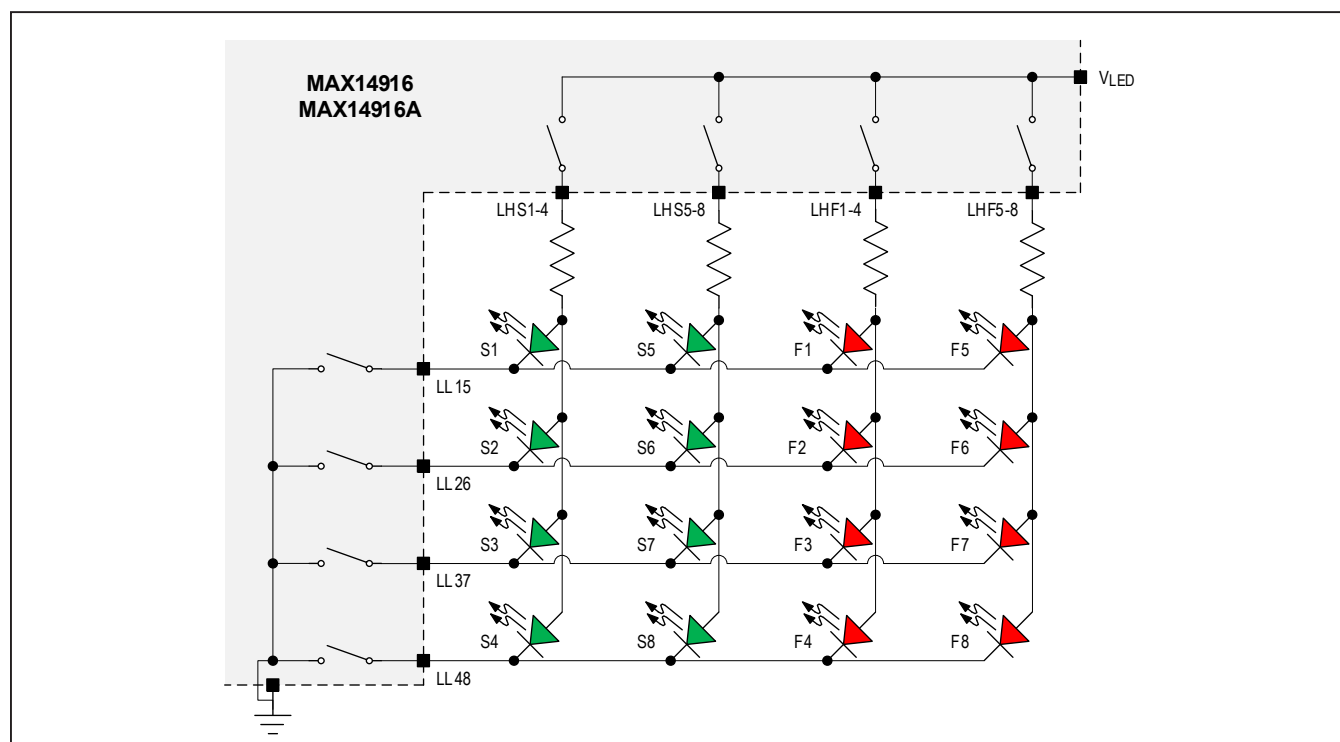 MAX14916
MAX14916A
VLED
LHS1-4
LHS5-8
LHF1-4
LHF5-8
S1
S5
F1
F5
LL15
S2
S6
F2
F6
LL26
S3
S7
F3
F7
LL37
S4
S8
F4
F8
LL48